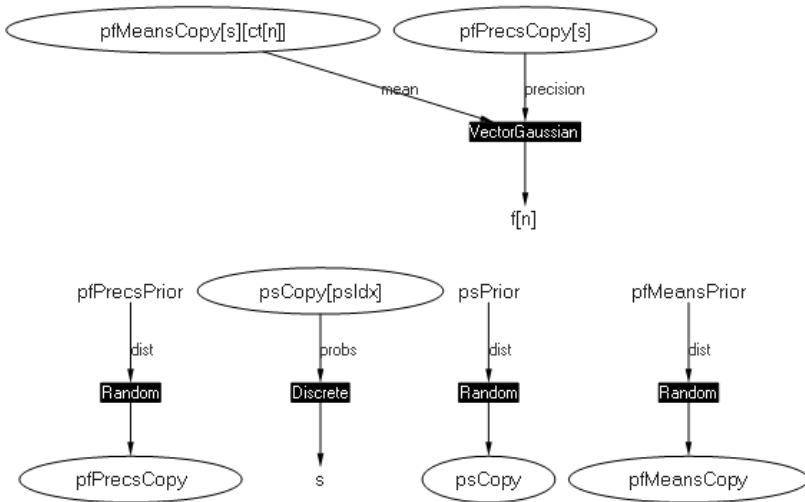 pfMeansCopy[s][ct[n]] pfPrecsCopy[s]
mean precision
VectorGaussian
f[n]
pfPrecsPrior psCopy[psIdx] psPrior pfMeansPrior
dist probs dist dist
Random Discrete Random Random
pfPrecsCopy s psCopy pfMeansCopy